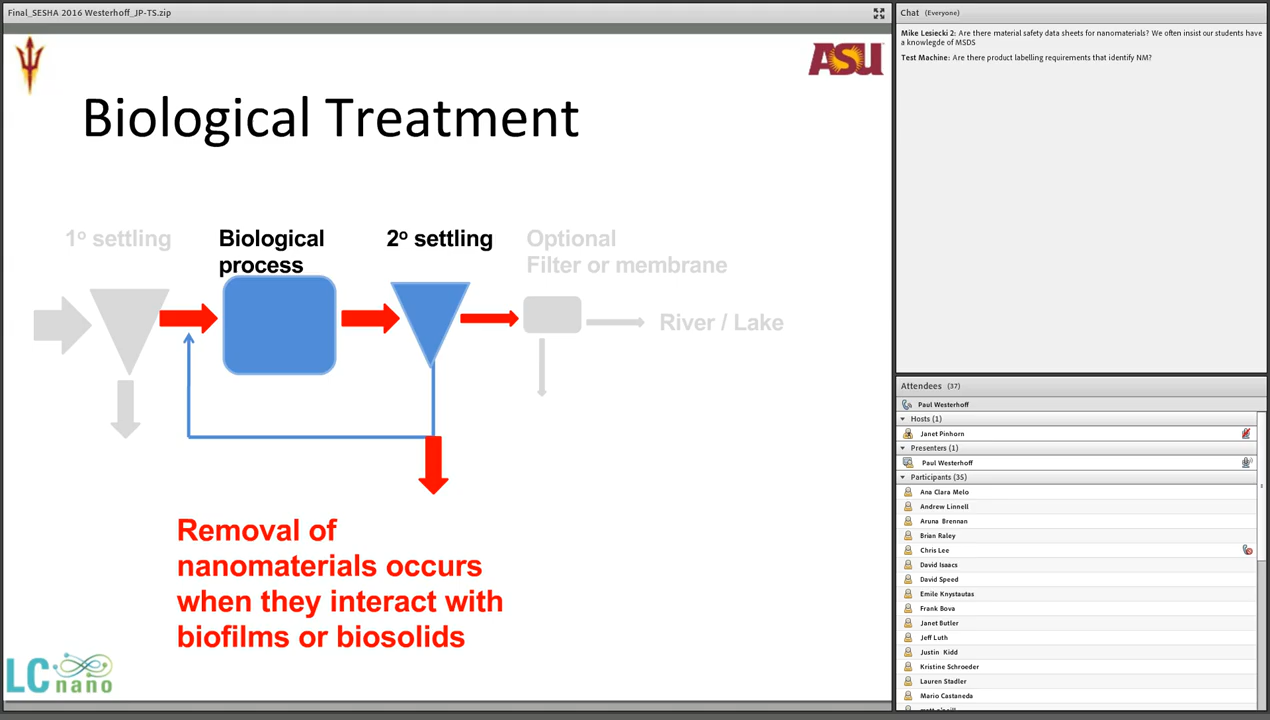 Final_SESHA 2016 Westerhoff_JP-TS.zip
ASU
Biological Treatment
1º settling
Biological
process
2º settling
Optional
Filter or membrane
River / Lake
Removal of
nanomaterials occurs
when they interact with
biofilms or biosolids
LC nano
Chat (Everyone)
Mike Lesiecki 2: Are there material safety data sheets for nanomaterials? We often insist our students have
a knowlegde of MSDS
Test Machine: Are there product labelling requirements that identify NM?
Attendees (37)
Paul Westerhoff
Hosts (1)
Janet Pinhorn
Presenters (1)
Paul Westerhoff
Participants (35)
Ana Clara Melo
Andrew Linnell
Aruna Brennan
Brian Raley
Chris Lee
David Isaacs
David Speed
Emile Knystautas
Frank Bova
Janet Butler
Jeff Luth
Justin Kidd
Kristine Schroeder
Lauren Stadler
Mario Castaneda